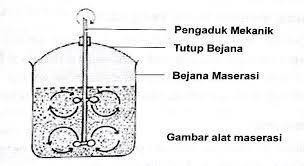 Pengaduk Mekanik
Tutup Bejana
Bejana Maserasi
Gambar alat maserasi